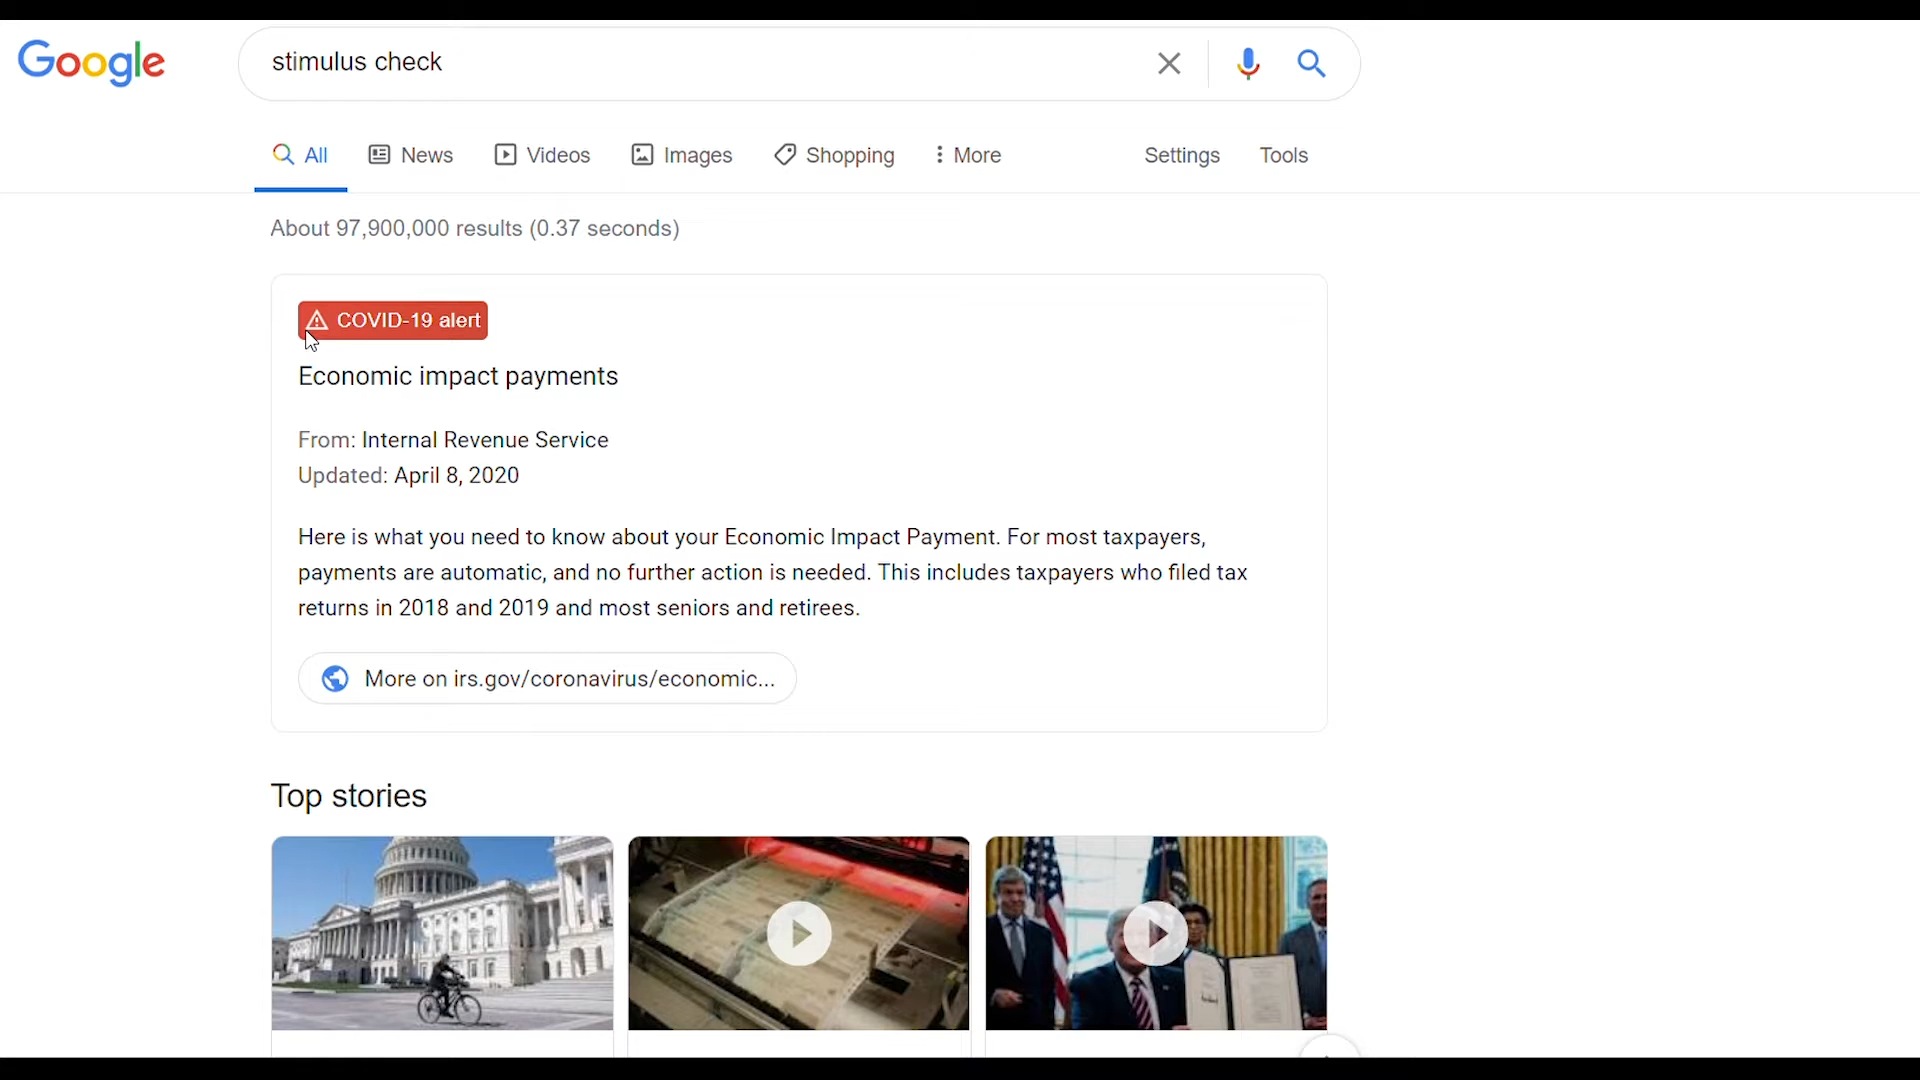 Google
stimulus check
All News Videos Images Shopping More Settings Tools
About 97,900,000 results (0.37 seconds)
COVID-19 alert
Economic impact payments
From: Internal Revenue Service
Updated: April 8, 2020
Here is what you need to know about your Economic Impact Payment. For most taxpayers,
payments are automatic, and no further action is needed. This includes taxpayers who filed tax
returns in 2018 and 2019 and most seniors and retirees.
More on irs.gov/coronavirus/economic...
Top stories